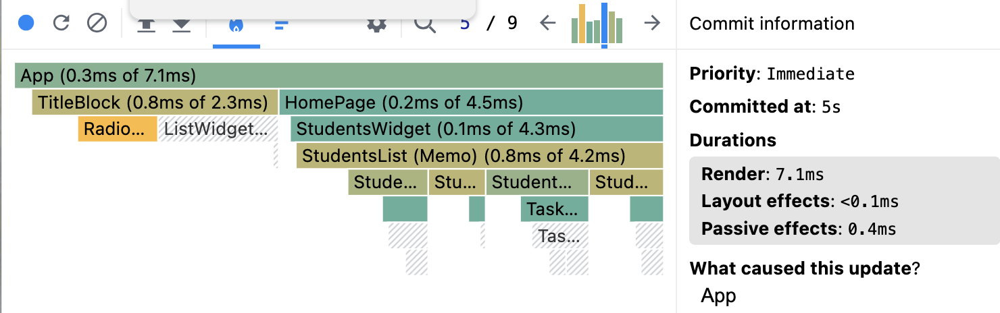 5 / 9
Commit information
App (0.3ms of 7.1ms)
TitleBlock (0.8ms of 2.3ms)
HomePage (0.2ms of 4.5ms)
Radio...
ListWidget...
StudentsWidget (0.1ms of 4.3ms)
StudentsList (Memo) (0.8ms of 4.2ms)
Stude...
Stu...
Student...
Stud...
Task...
Tas...
Priority: Immediate
Committed at: 5s
Durations
Render: 7.1ms
Layout effects: <0.1ms
Passive effects: 0.4ms
What caused this update?
App